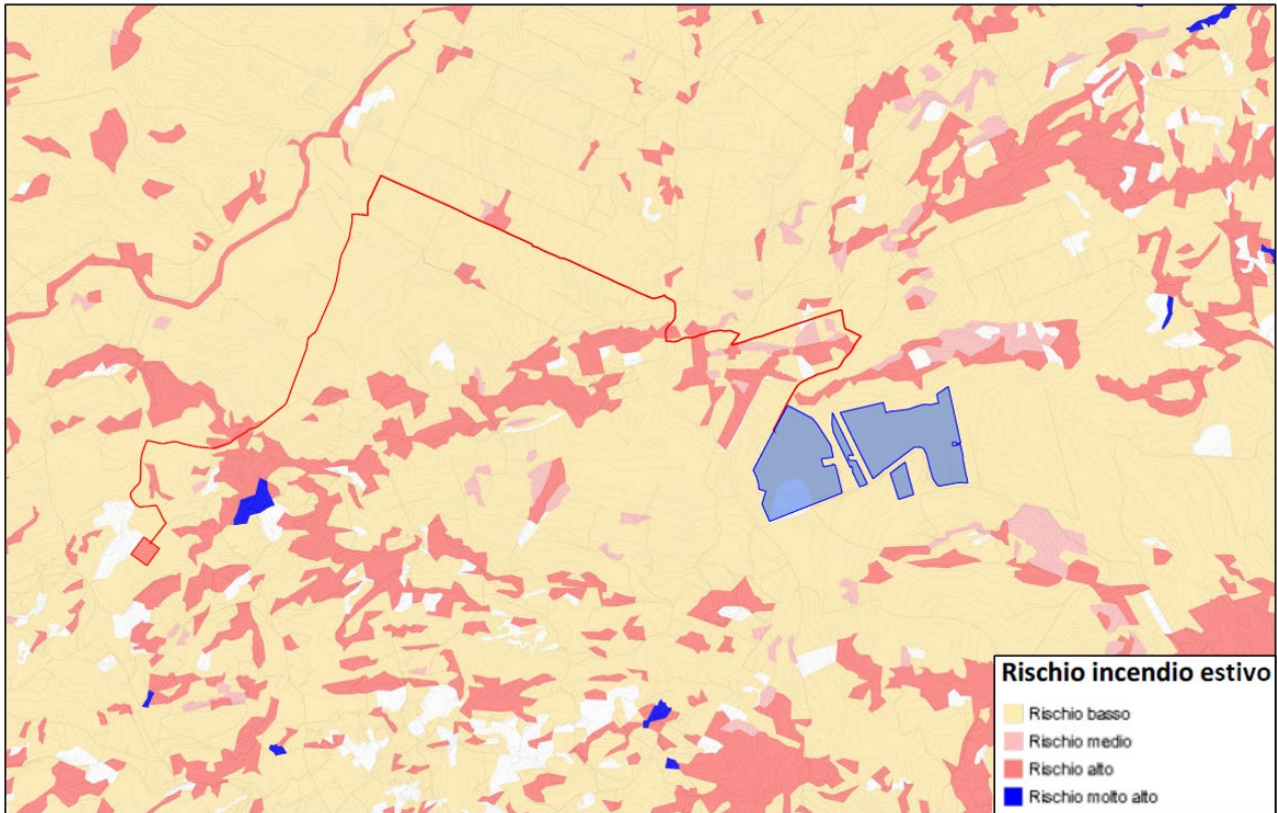 Rischio incendio estivo
Rischio basso
Rischio medio
Rischio alto
Rischio molto alto